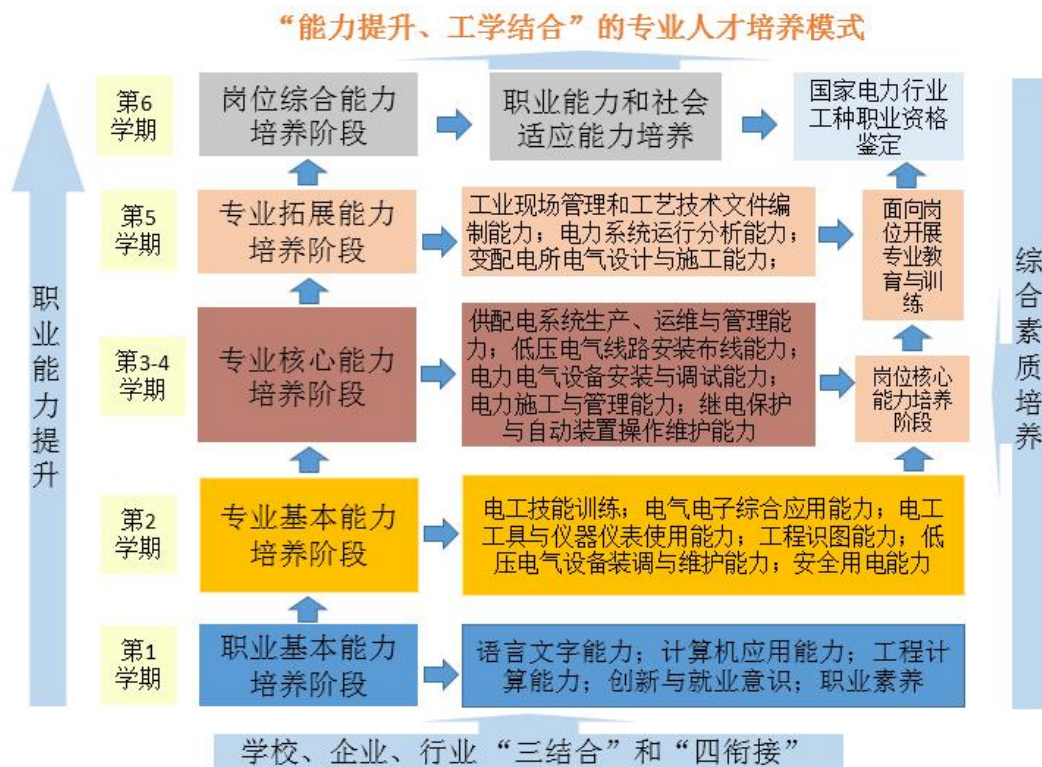 “能力提升、工学结合”的专业人才培养模式
第6
学期
岗位综合能力
培养阶段
职业能力和社会
适应能力培养
国家电力行业
工种职业资格
鉴定
第5
学期
专业拓展能力
培养阶段
工业现场管理和工艺技术文件编
制能力；电力系统运行分析能力；
变配电所电气设计与施工能力；
面向岗
位开展
专业教
育与训
练
第3-4
学期
专业核心能力
培养阶段
供配电系统生产、运维与管理能
力；低压电气线路安装布线能力；
电力电气设备安装与调试能力；
电力施工与管理能力；继电保护
与自动装置操作维护能力
岗位核心
能力培养
阶段
第2
学期
专业基本能力
培养阶段
电工技能训练；电气电子综合应用能力；电工
工具与仪器仪表使用能力；工程识图能力；低
压电气设备装调与维护能力；安全用电能力
第1
学期
职业基本能力
培养阶段
语言文字能力；计算机应用能力；工程计
算能力；创新与就业意识；职业素养
职业能力提升
综合素质培养
学校、企业、行业“三结合”和“四衔接”